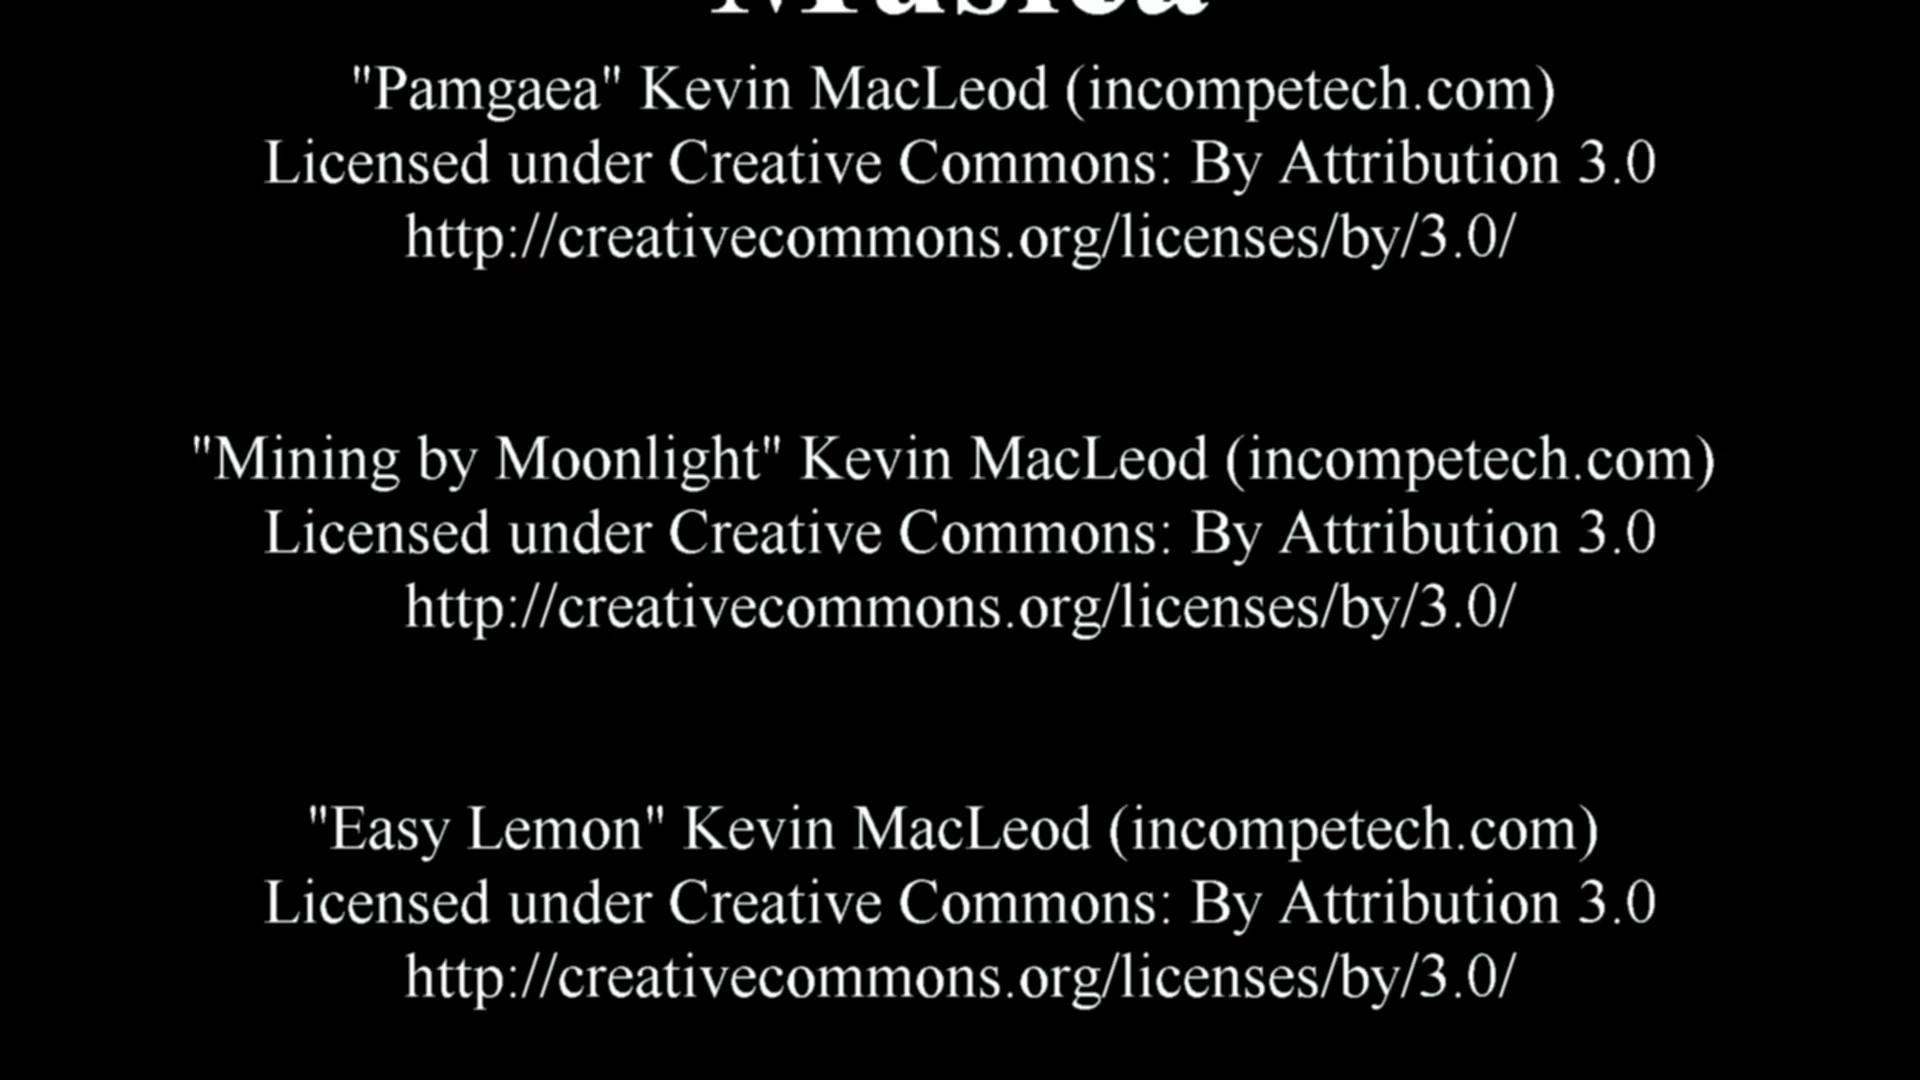 Musica
"Pamgaea" Kevin MacLeod (incompetech.com)
Licensed under Creative Commons: By Attribution 3.0
http://creativecommons.org/licenses/by/3.0/
"Mining by Moonlight" Kevin MacLeod (incompetech.com)
Licensed under Creative Commons: By Attribution 3.0
http://creativecommons.org/licenses/by/3.0/
"Easy Lemon" Kevin MacLeod (incompetech.com)
Licensed under Creative Commons: By Attribution 3.0
http://creativecommons.org/licenses/by/3.0/